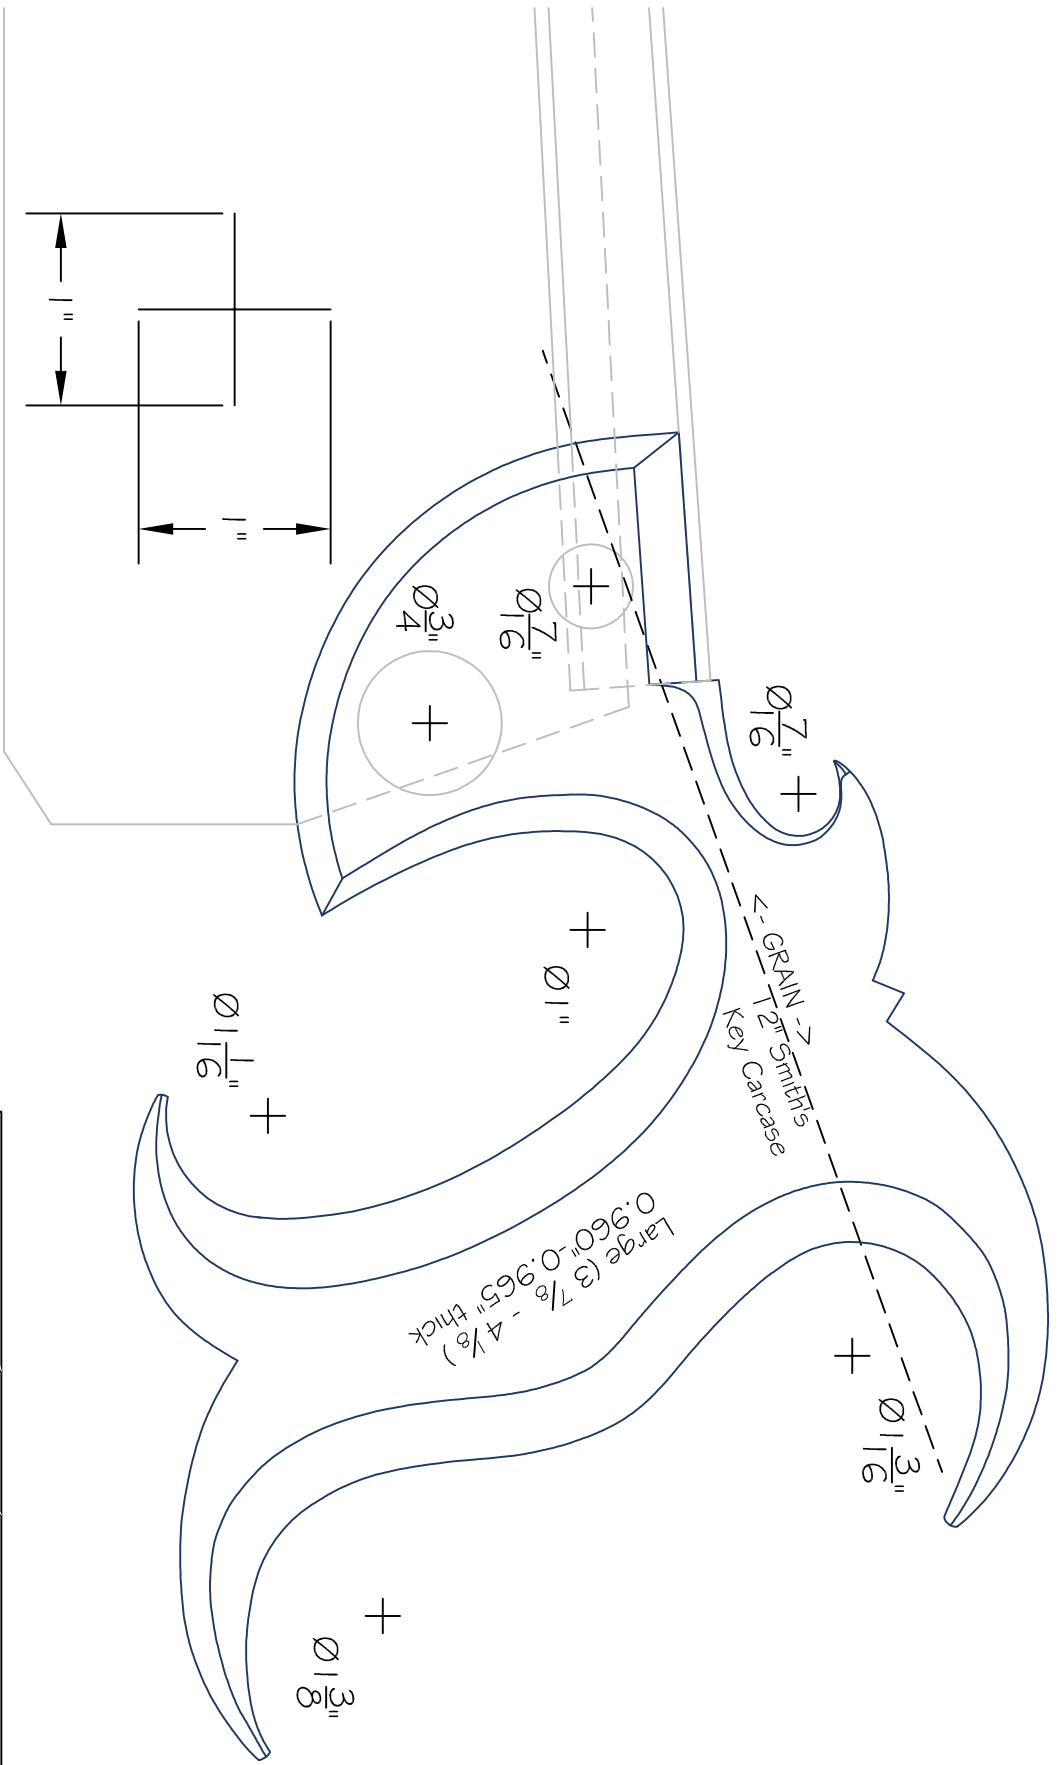 1"
1"
Ø3/4"
Ø7/16"
Ø7/16"
<- GRAIN ->
12" Smith's
Key Carcase
Ø1"
Ø1 1/16"
Large (3 7/8 - 4 1/8)
0.960"-0.965" thick
Ø1 3/16"
Ø1 3/8"